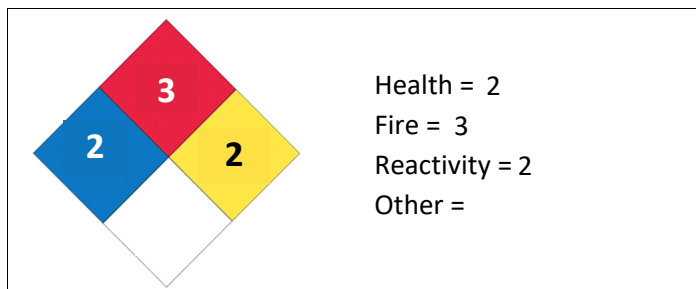 3
2
2
Health = 2
Fire = 3
Reactivity = 2
Other =